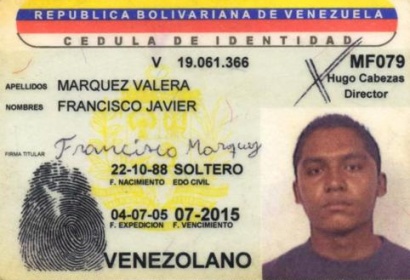 REPUBLICA BOLIVARIANA DE VENEZUELA
CEDULA DE IDENTIDAD
V 19.061.366
MF079
Hugo Cabezas
Director
APELLIDOS MARQUEZ VALERA
NOMBRES FRANCISCO JAVIER
FIRMA TITULAR Francisco Marquez
22-10-88 SOLTERO
F. NACIMIENTO EDO CIVIL
04-07-05 07-2015
F. EXPEDICION F. VENCIMIENTO
VENEZOLANO